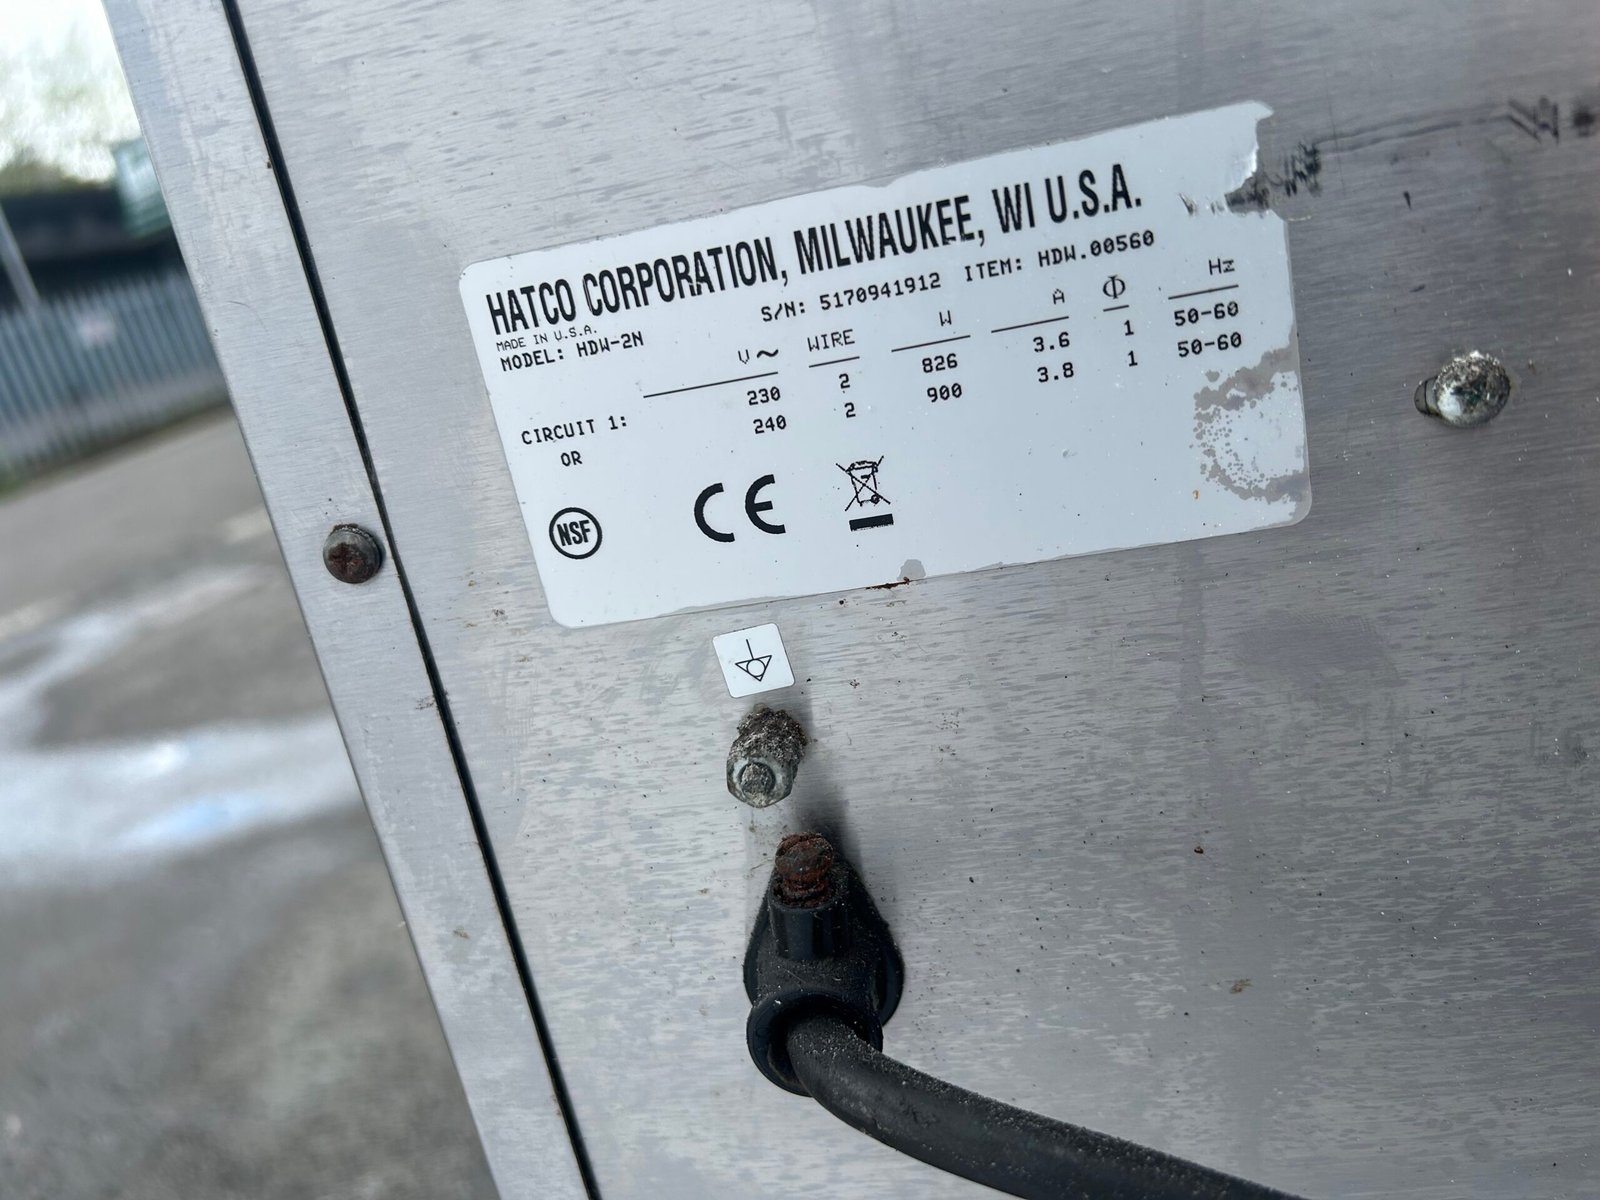 HATCO CORPORATION, MILWAUKEE, WI U.S.A.
MADE IN U.S.A.
S/N: 5170941912 ITEM: HDW.00560
MODEL: HDW-2N
V~ WIRE W A Φ Hz
CIRCUIT 1: 230 2 826 3.6 1 50-60
OR 240 2 900 3.8 1 50-60
NSF CE